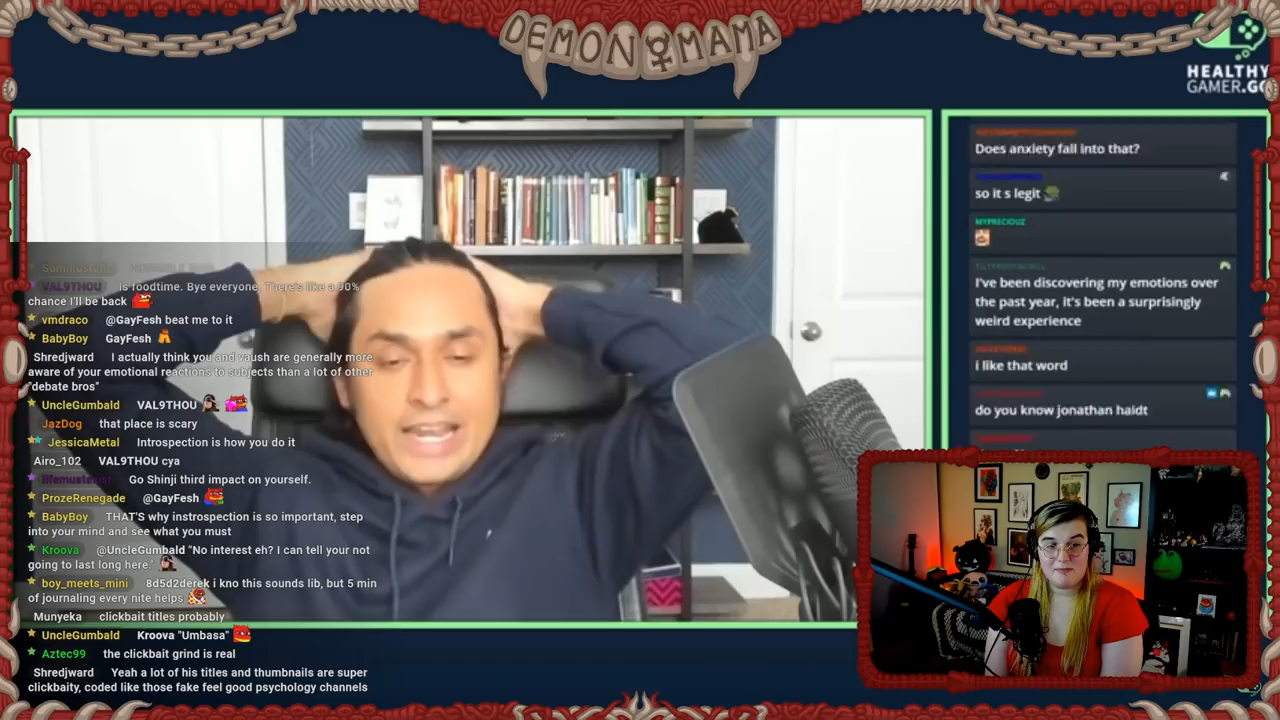 DEMON MAMA
HEALTHY
GAMER.GG
Does anxiety fall into that?
so it s legit
MYPRECIOUZ
I've been discovering my emotions over
the past year, it's been a surprisingly
weird experience
i like that word
do you know jonathan haidt
VAL9THOU Is foodtime. Bye everyone. There's like a 90%
chance I'll be back
vmdraco @GayFesh beat me to it
BabyBoy GayFesh
Shredjward I actually think you and vaush are generally more
aware of your emotional reactions to subjects than a lot of other
"debate bros"
UncleGumbald VAL9THOU
JazDog that place is scary
JessicaMetal Introspection is how you do it
Airo_102 VAL9THOU cya
Go Shinji third impact on yourself.
ProzeRenegade @GayFesh
BabyBoy THAT'S why instrospection is so important, step
into your mind and see what you must
Kroova @UncleGumbald "No interest eh? I can tell your not
going to last long here."
boy_meets_mini 8d5d2derek i kno this sounds lib, but 5 min
of journaling every nite helps
Munyeka clickbait titles probably
UncleGumbald Kroova "Umbasa"
Aztec99 the clickbait grind is real
Shredjward Yeah a lot of his titles and thumbnails are super
clickbaity, coded like those fake feel good psychology channels